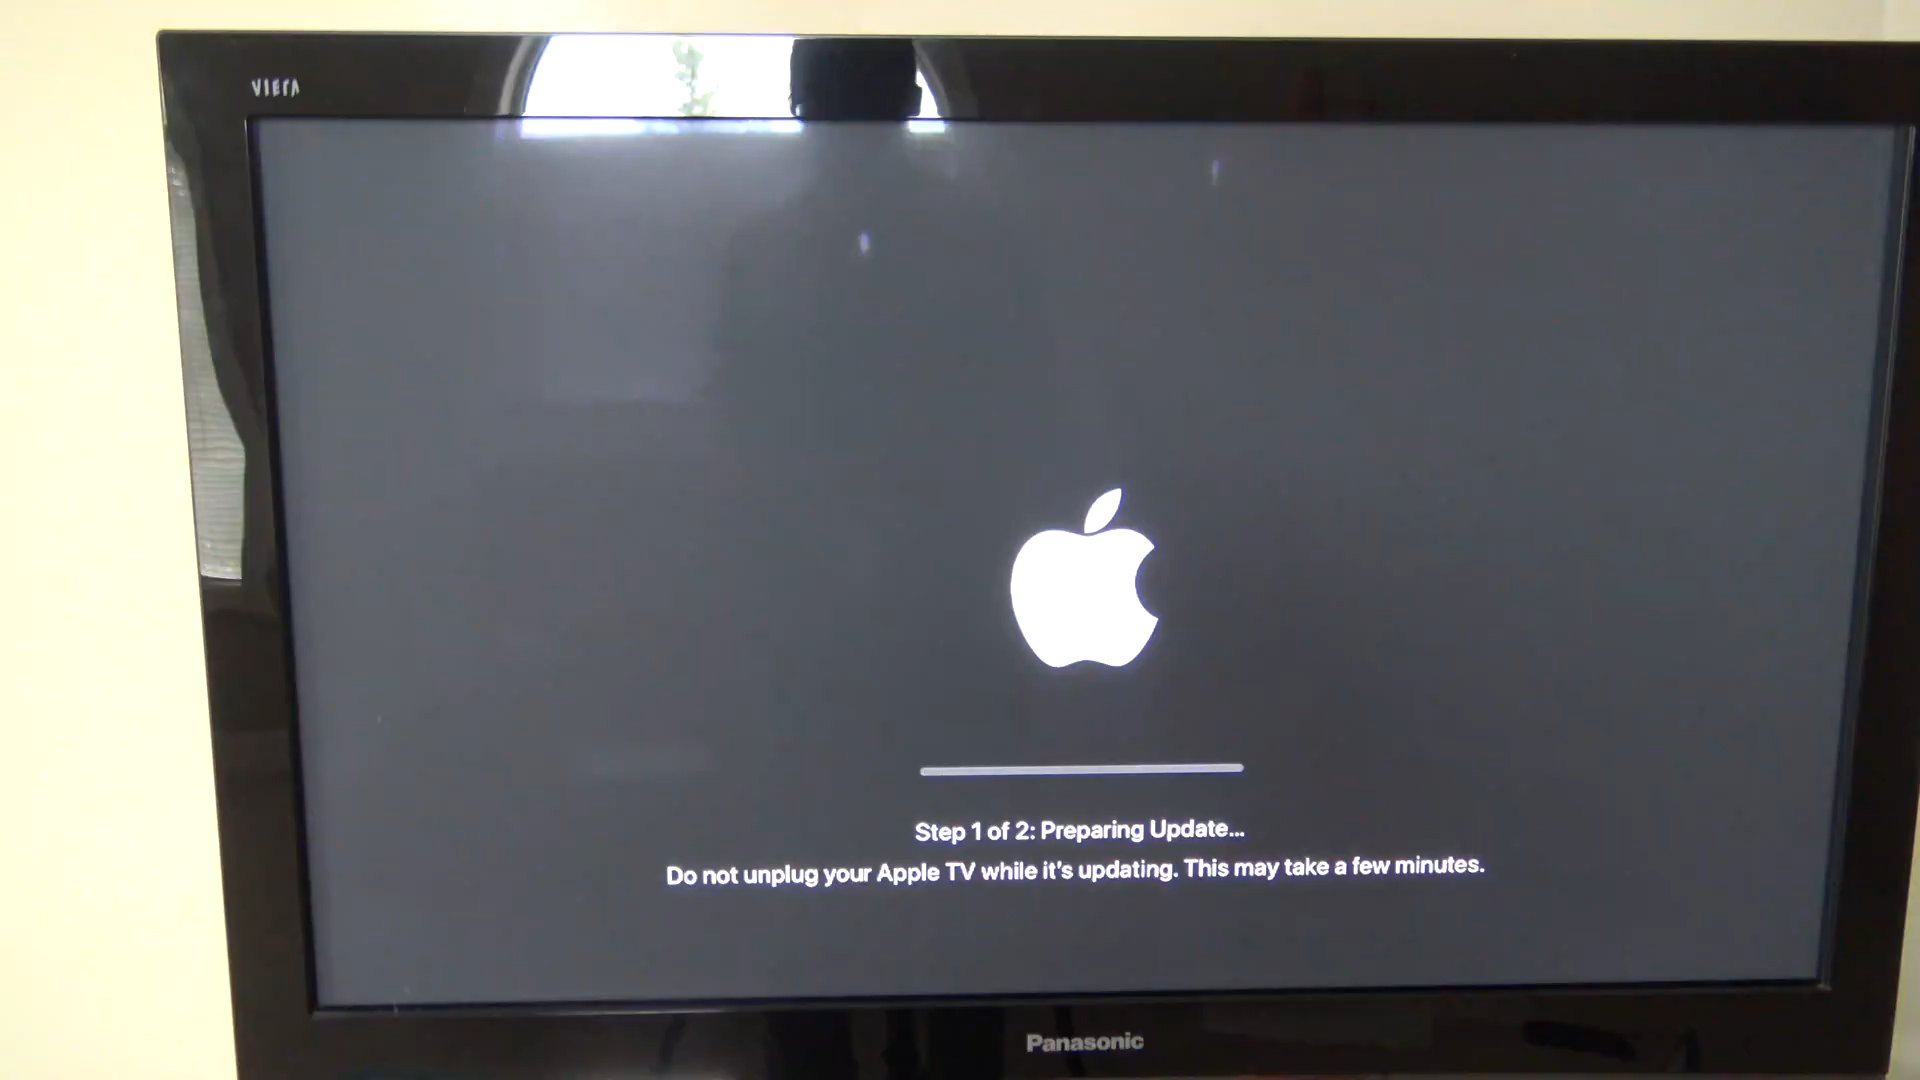 VIERA
Step 1 of 2: Preparing Update...
Do not unplug your Apple TV while it's updating. This may take a few minutes.
Panasonic